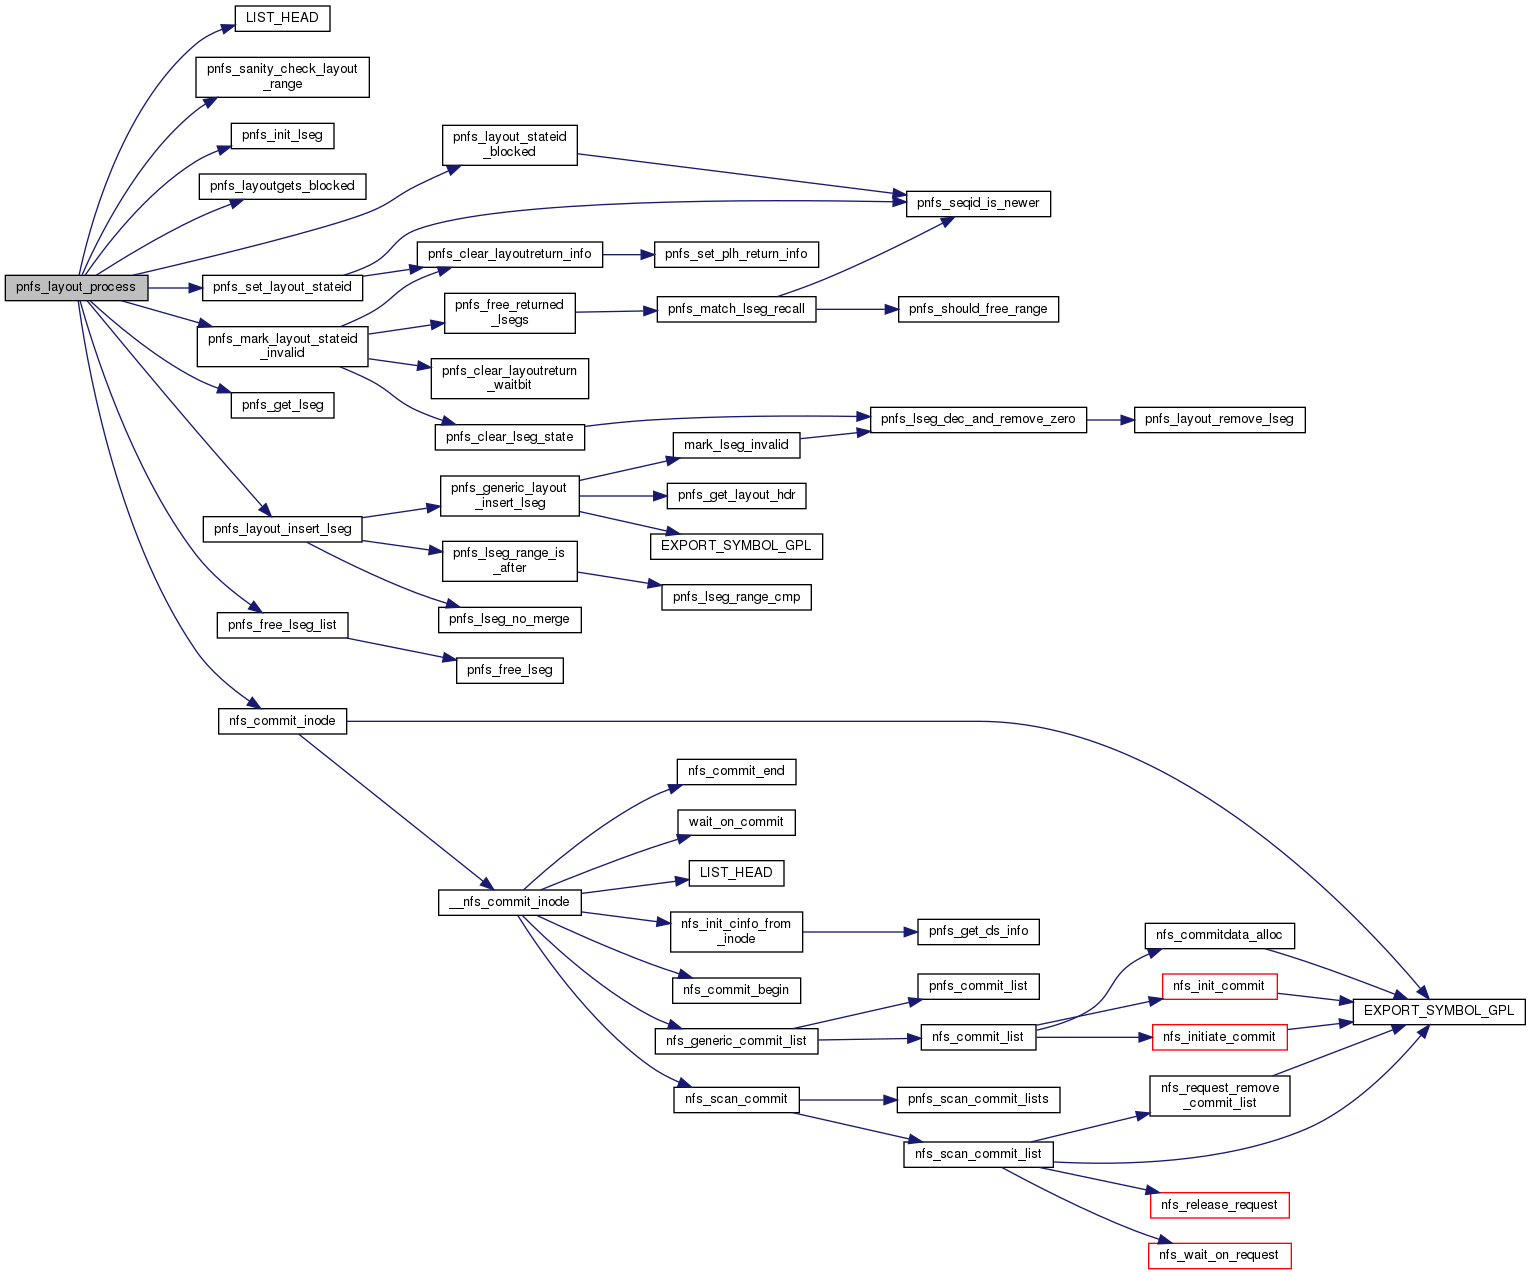 LIST_HEAD
pnfs_sanity_check_layout
_range
pnfs_init_lseg
pnfs_layoutgets_blocked
pnfs_layout_process
pnfs_set_layout_stateid
pnfs_mark_layout_stateid
_invalid
pnfs_get_lseg
pnfs_layout_insert_lseg
pnfs_free_lseg_list
nfs_commit_inode
pnfs_layout_stateid
_blocked
pnfs_clear_layoutreturn_info
pnfs_free_returned
_lsegs
pnfs_clear_layoutreturn
_waitbit
pnfs_clear_lseg_state
pnfs_generic_layout
_insert_lseg
pnfs_lseg_range_is
_after
pnfs_lseg_no_merge
pnfs_free_lseg
__nfs_commit_inode
pnfs_set_plh_return_info
pnfs_match_lseg_recall
mark_lseg_invalid
pnfs_get_layout_hdr
EXPORT_SYMBOL_GPL
pnfs_lseg_range_cmp
nfs_commit_end
wait_on_commit
LIST_HEAD
nfs_init_cinfo_from
_inode
nfs_commit_begin
nfs_generic_commit_list
nfs_scan_commit
pnfs_seqid_is_newer
pnfs_should_free_range
pnfs_lseg_dec_and_remove_zero
pnfs_get_ds_info
pnfs_commit_list
nfs_commit_list
pnfs_scan_commit_lists
nfs_scan_commit_list
pnfs_layout_remove_lseg
nfs_commitdata_alloc
nfs_init_commit
nfs_initiate_commit
nfs_request_remove
_commit_list
nfs_release_request
nfs_wait_on_request
EXPORT_SYMBOL_GPL